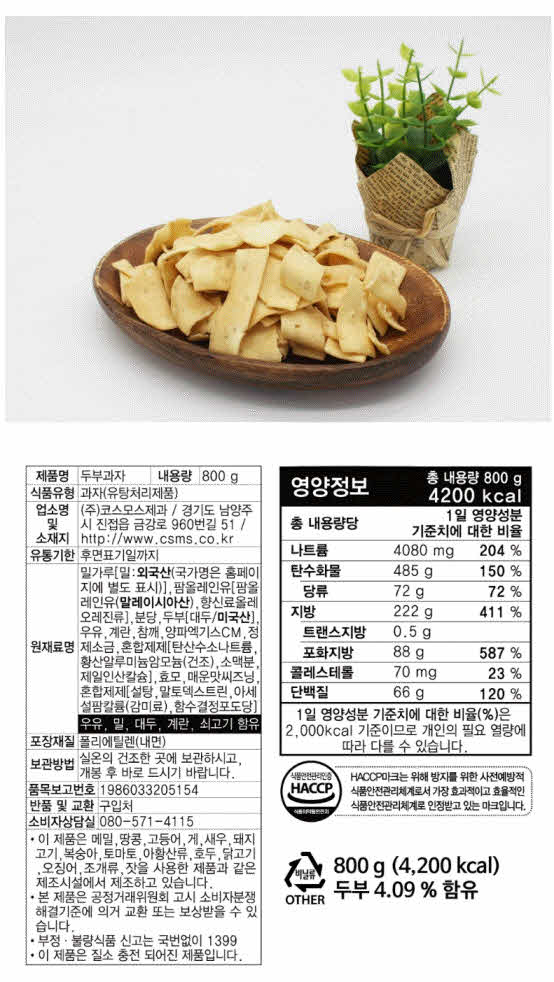 제품명 두부과자 내용량 800 g
식품유형 과자(유탕처리제품)
업소명 및 소재지 (주)코스모스제과 / 경기도 남양주
시 진접읍 금강로 960번길 51 /
http://www.csms.co.kr
유통기한 후면표기일까지
원재료명 밀가루[밀:외국산(국가명은 홈페이
지에 별도 표시)],팜올레인유[팜올
레인유(말레이시아산),향신료올레
오레진류],분당,두부[대두/미국산],
우유,계란,참깨,양파엑기스CM,정
제소금,혼합제제[탄산수소나트륨,
황산알루미늄암모늄(건조),소맥분,
제일인산칼슘],효모,매운맛씨즈닝,
혼합제제[설탕,말토덱스트린,아세
설팜칼륨(감미료),함수결정포도당]
우유, 밀, 대두, 계란, 쇠고기 함유
포장재질 폴리에틸렌(내면)
보관방법 실온의 건조한 곳에 보관하시고,
개봉 후 바로 드시기 바랍니다.
품목보고번호 1986033205154
반품 및 교환 구입처
소비자상담실 080-571-4115
• 이 제품은 메밀,땅콩,고등어,게,새우,돼지
고기,복숭아,토마토,아황산류,호두,닭고기
,오징어,조개류,잣을 사용한 제품과 같은
제조시설에서 제조하고 있습니다.
• 본 제품은 공정거래위원회 고시 소비자분쟁
해결기준에 의거 교환 또는 보상받을 수 있
습니다.
• 부정·불량식품 신고는 국번없이 1399
• 이 제품은 질소 충전 되어진 제품입니다.
영양정보 총 내용량 800 g
4200 kcal
총 내용량당 1일 영양성분
기준치에 대한 비율
나트륨 4080 mg 204 %
탄수화물 485 g 150 %
당류 72 g 72 %
지방 222 g 411 %
트랜스지방 0.5 g
포화지방 88 g 587 %
콜레스테롤 70 mg 23 %
단백질 66 g 120 %
1일 영양성분 기준치에 대한 비율(%)은
2,000kcal 기준이므로 개인의 필요 열량에
따라 다를 수 있습니다.
식품안전관리인증
HACCP
식품의약품안전처
HACCP마크는 위해 방지를 위한 사전예방적
식품안전관리체계로서 가장 효과적이고 효율적인
식품안전관리체계로 인정받고 있는 마크입니다.
비닐류
OTHER
800 g (4,200 kcal)
두부 4.09 % 함유